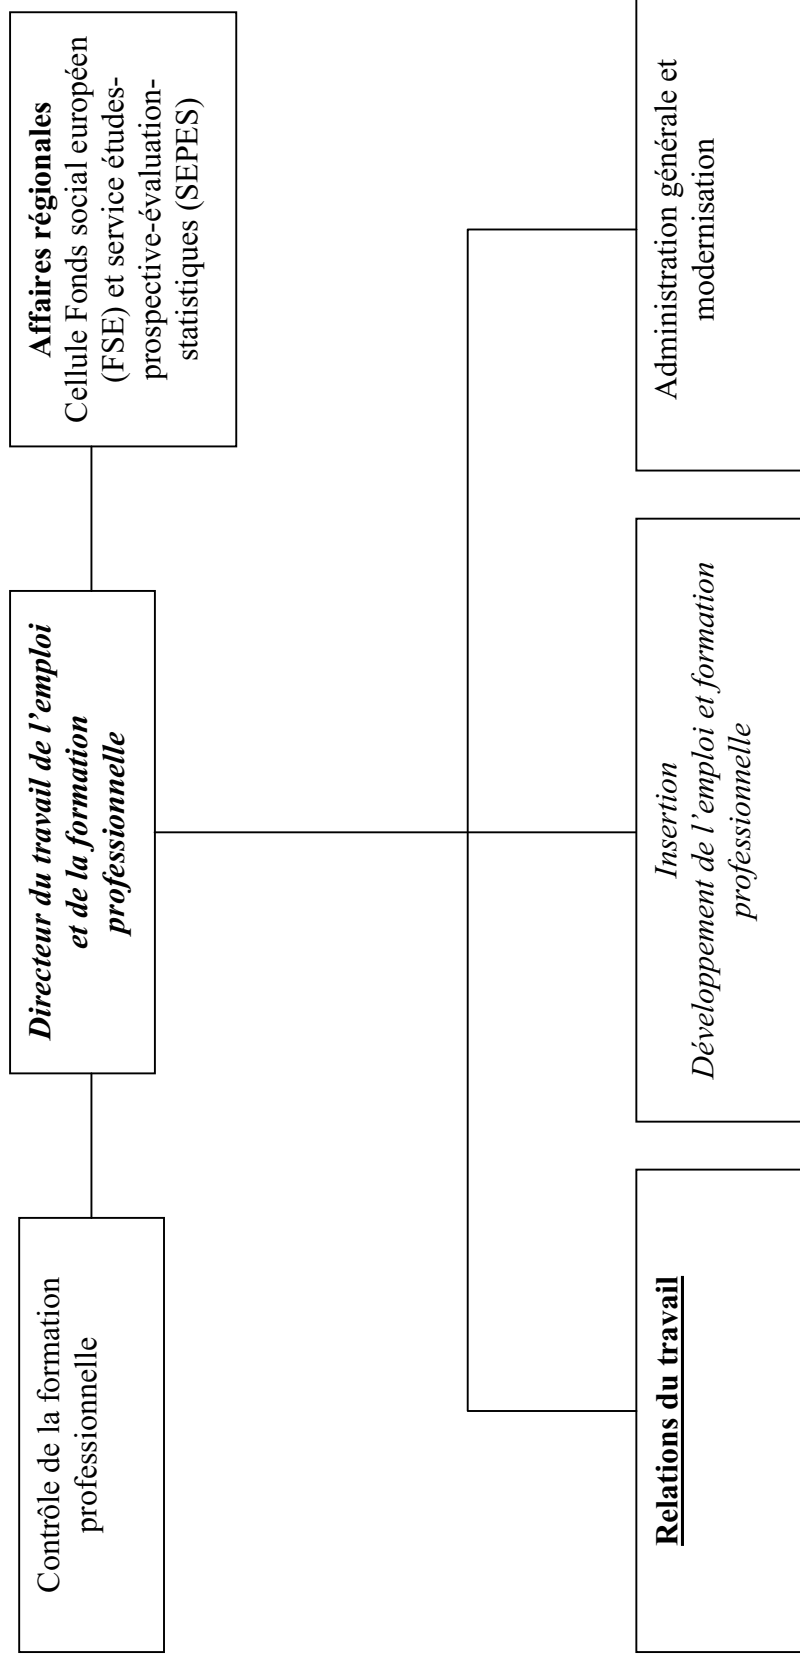 Contrôle de la formation
professionnelle
Directeur du travail de l’emploi
et de la formation
professionnelle
Affaires régionales
Cellule Fonds social européen
(FSE) et service études-
prospective-évaluation-
statistiques (SEPES)
Relations du travail
Insertion
Développement de l’emploi et formation
professionnelle
Administration générale et
modernisation